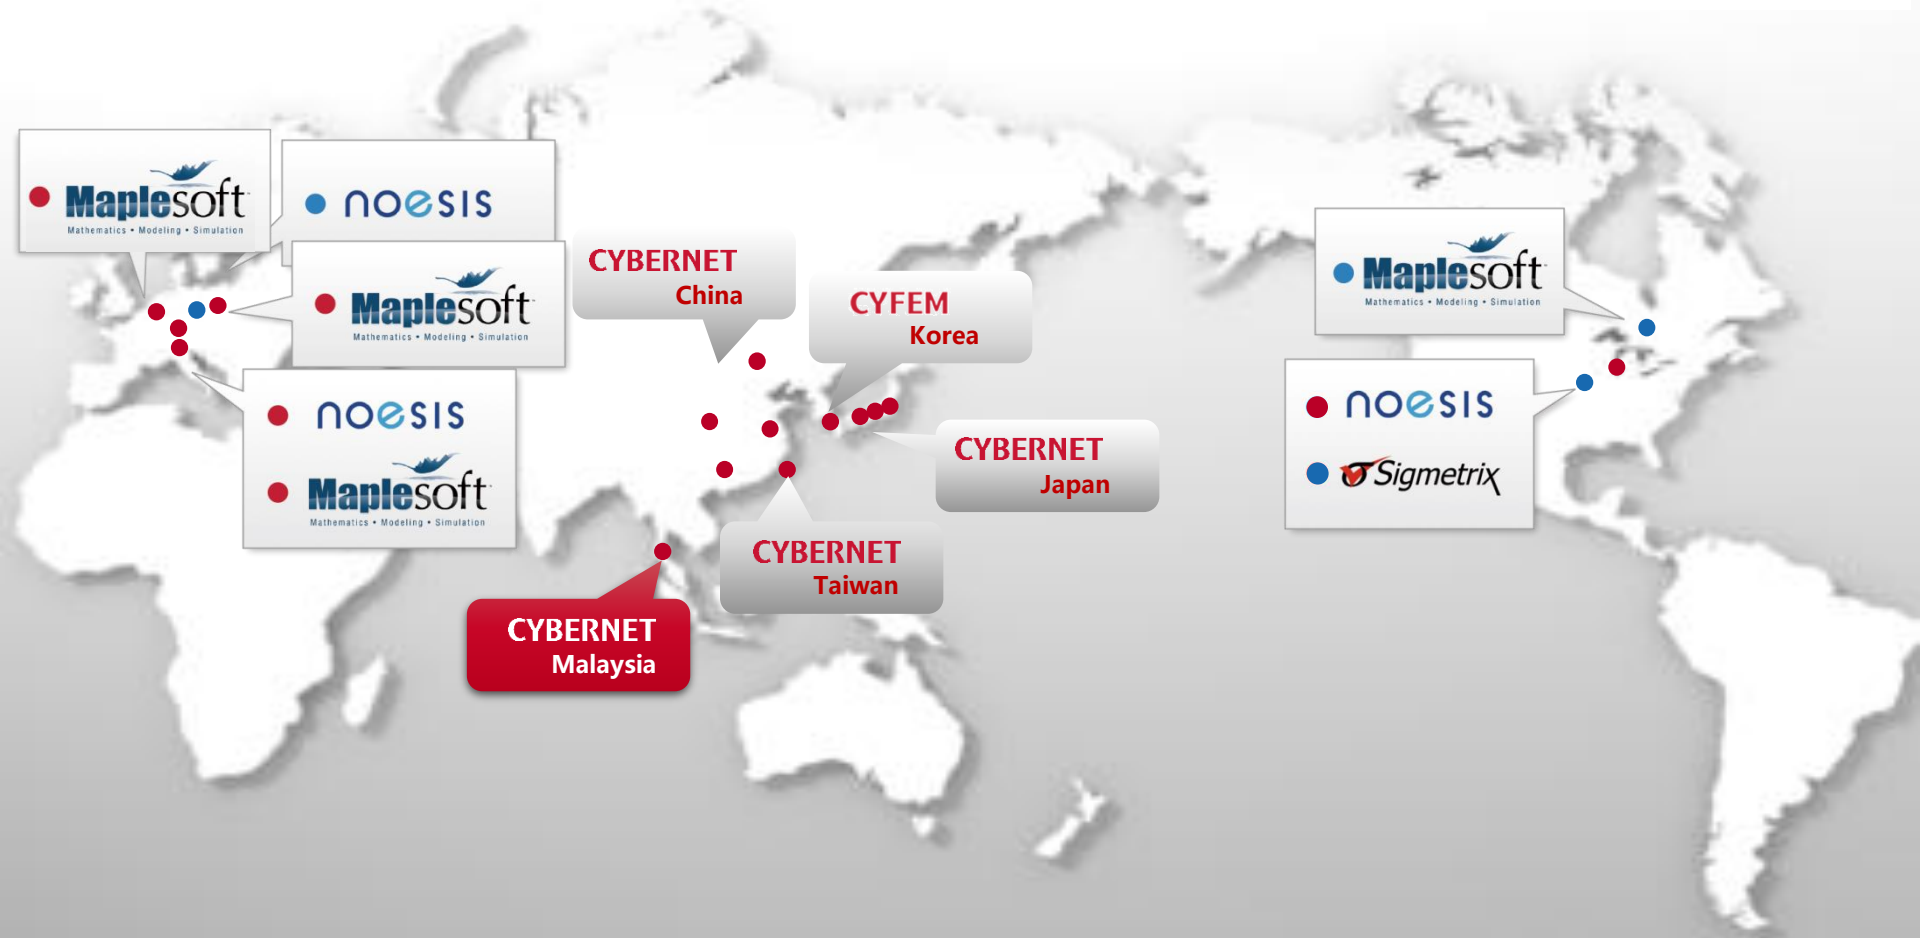 Maplesoft
Mathematics • Modeling • Simulation
noesis
Maplesoft
Mathematics • Modeling • Simulation
noesis
Maplesoft
Mathematics • Modeling • Simulation
CYBERNET
China
CYFEM
Korea
CYBERNET
Japan
CYBERNET
Taiwan
CYBERNET
Malaysia
Maplesoft
Mathematics • Modeling • Simulation
noesis
Sigmetrix